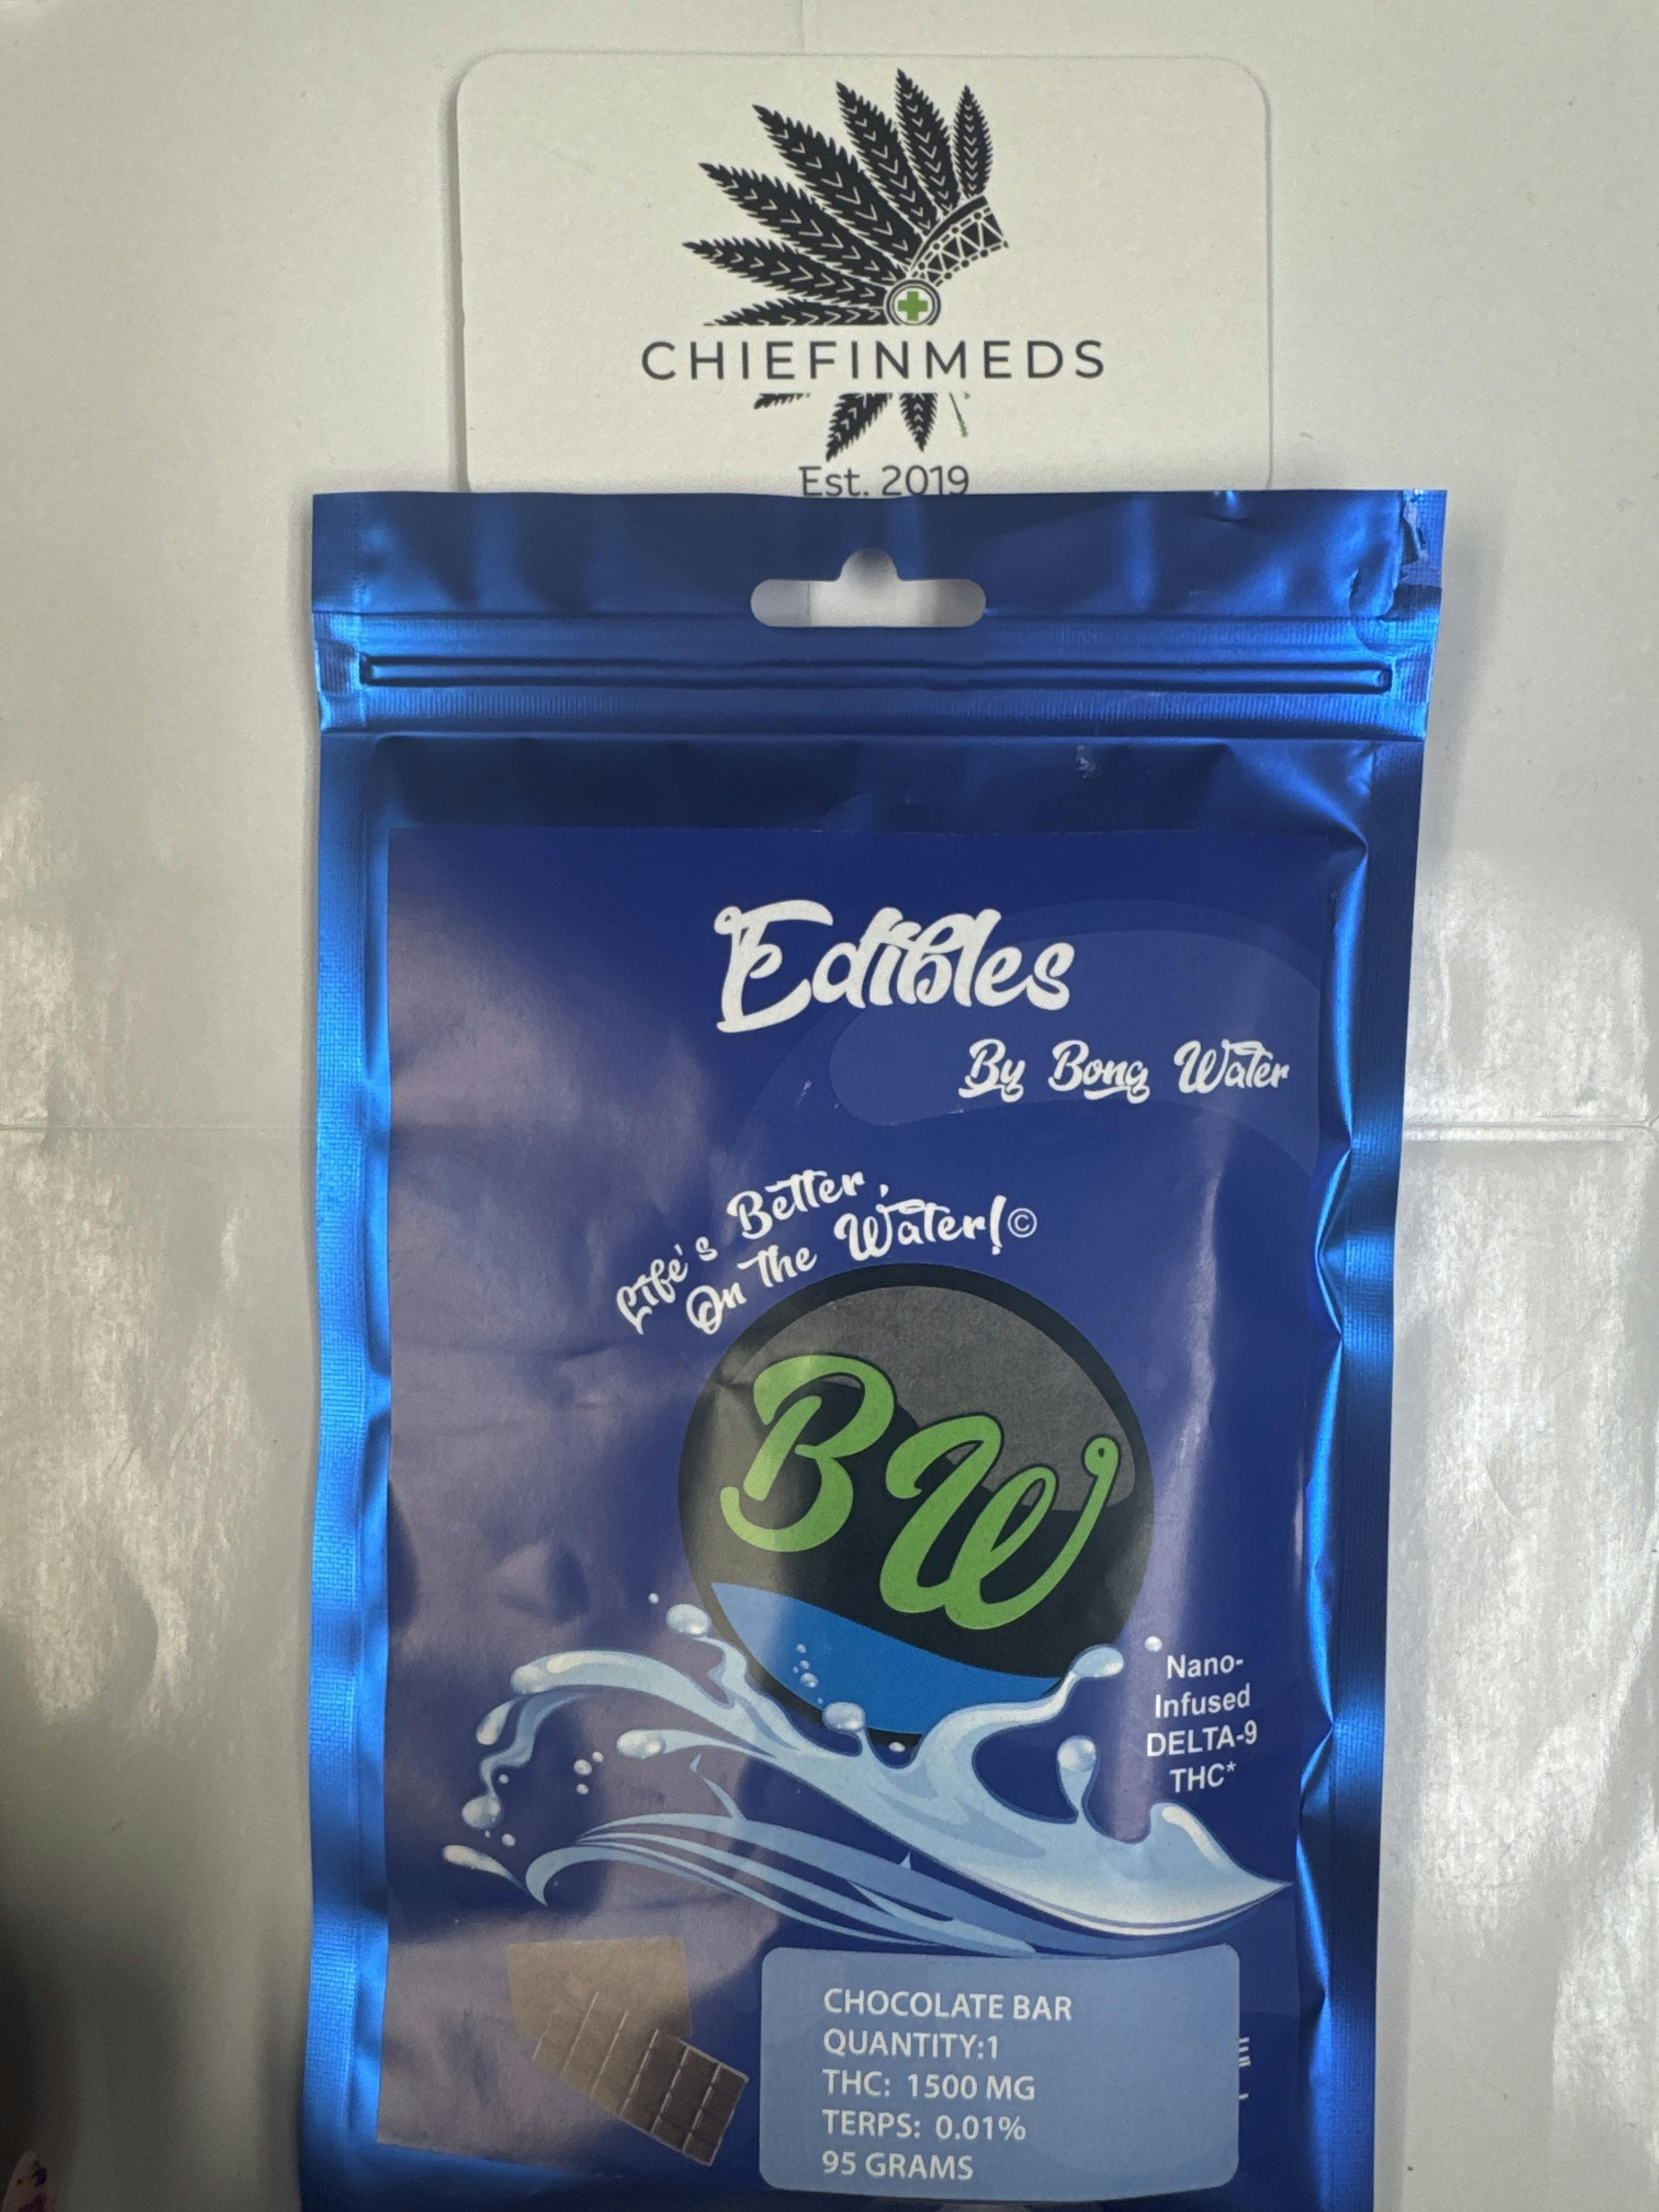 CHIEFINMEDS
Est. 2019
Edibles
By Bong Water
Life's Better
On the Water!©
BW
Nano-
Infused
DELTA-9
THC*
CHOCOLATE BAR
QUANTITY:1
THC: 1500 MG
TERPS: 0.01%
95 GRAMS